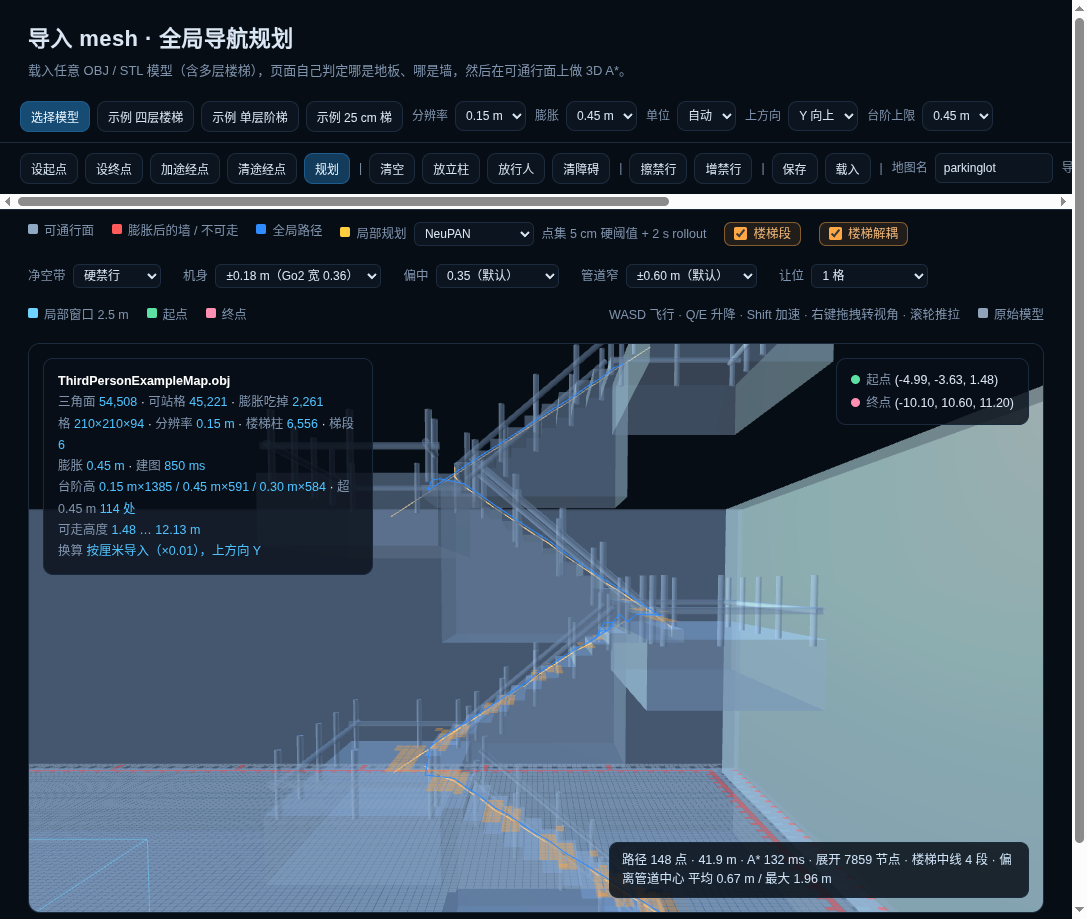 导入 mesh · 全局导航规划
载入任意 OBJ / STL 模型（含多层楼梯），页面自己判定哪是地板、哪是墙，然后在可通行面上做 3D A*。
选择模型 示例 四层楼梯 示例 单层阶梯 示例 25 cm 梯 分辨率 0.15 m 膨胀 0.45 m 单位 自动 上方向 Y 向上 台阶上限 0.45 m
设起点 设终点 加途经点 清途经点 规划 | 清空 放立柱 放行人 清障碍 | 擦禁行 增禁行 | 保存 载入 | 地图名 parkinglot 导
可通行面 膨胀后的墙 / 不可走 全局路径 局部规划 NeuPAN 点集 5 cm 硬阈值 + 2 s rollout 楼梯段 楼梯解耦
净空带 硬禁行 机身 ±0.18 m（Go2 宽 0.36） 偏中 0.35（默认） 管道窄 ±0.60 m（默认） 让位 1 格
局部窗口 2.5 m 起点 终点 WASD 飞行 · Q/E 升降 · Shift 加速 · 右键拖拽转视角 · 滚轮推拉 原始模型
ThirdPersonExampleMap.obj
三角面 54,508 · 可站格 45,221 · 膨胀吃掉 2,261
格 210×210×94 · 分辨率 0.15 m · 楼梯柱 6,556 · 梯段
6
膨胀 0.45 m · 建图 850 ms
台阶高 0.15 m×1385 / 0.45 m×591 / 0.30 m×584 · 超
0.45 m 114 处
可走高度 1.48 … 12.13 m
换算 按厘米导入（×0.01），上方向 Y
起点 (-4.99, -3.63, 1.48)
终点 (-10.10, 10.60, 11.20)
路径 148 点 · 41.9 m · A* 132 ms · 展开 7859 节点 · 楼梯中线 4 段 · 偏
离管道中心 平均 0.67 m / 最大 1.96 m